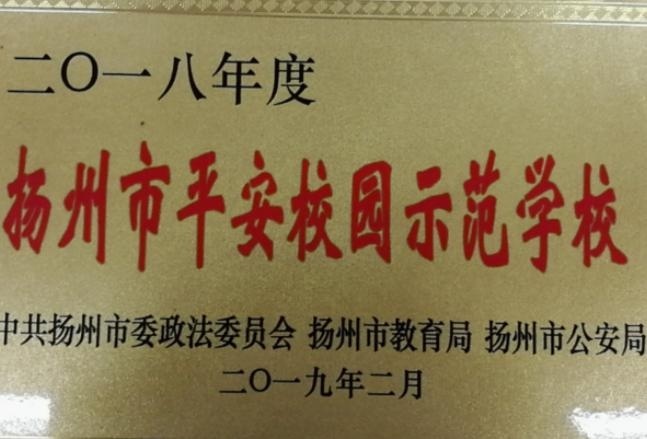 二〇一八年度
扬州市平安校园示范学校
中共扬州市委政法委员会 扬州市教育局 扬州市公安局
二〇一九年二月